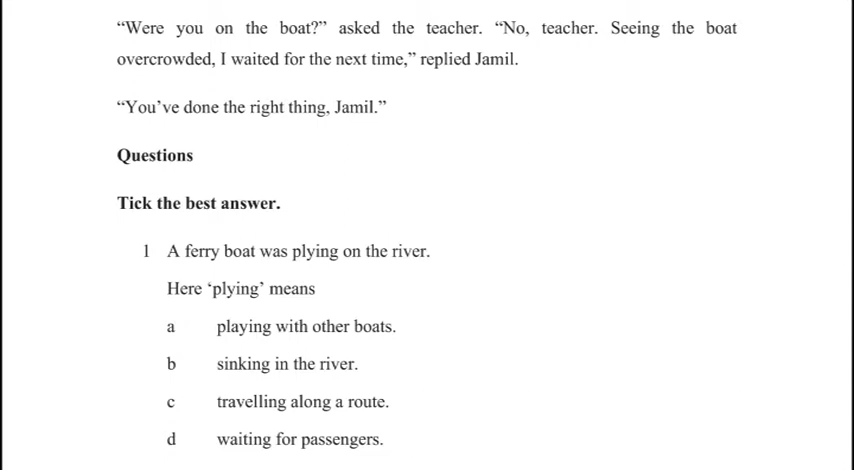 “Were you on the boat?” asked the teacher. “No, teacher. Seeing the boat
overcrowded, I waited for the next time,” replied Jamil.
“You’ve done the right thing, Jamil.”
Questions
Tick the best answer.
1 A ferry boat was plying on the river.
Here ‘plying’ means
a playing with other boats.
b sinking in the river.
c travelling along a route.
d waiting for passengers.